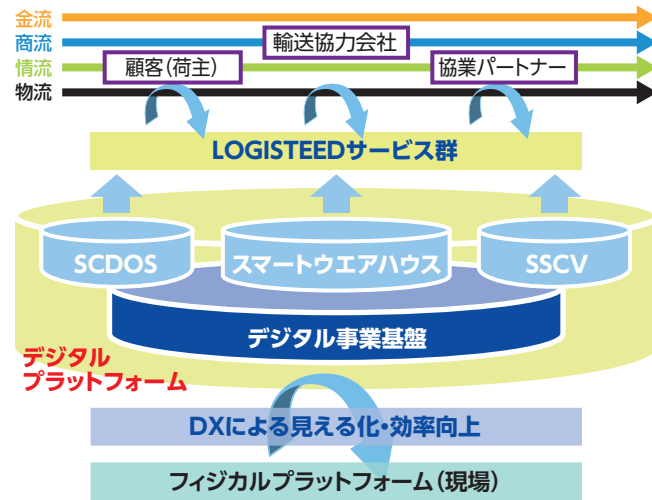 金流
商流
輸送協力会社
情流
顧客(荷主)
協業パートナー
物流
LOGISTEEDサービス群
SCDOS
スマートウエアハウス
SSCV
デジタル事業基盤
デジタル
プラットフォーム
DXによる見える化・効率向上
フィジカルプラットフォーム(現場)